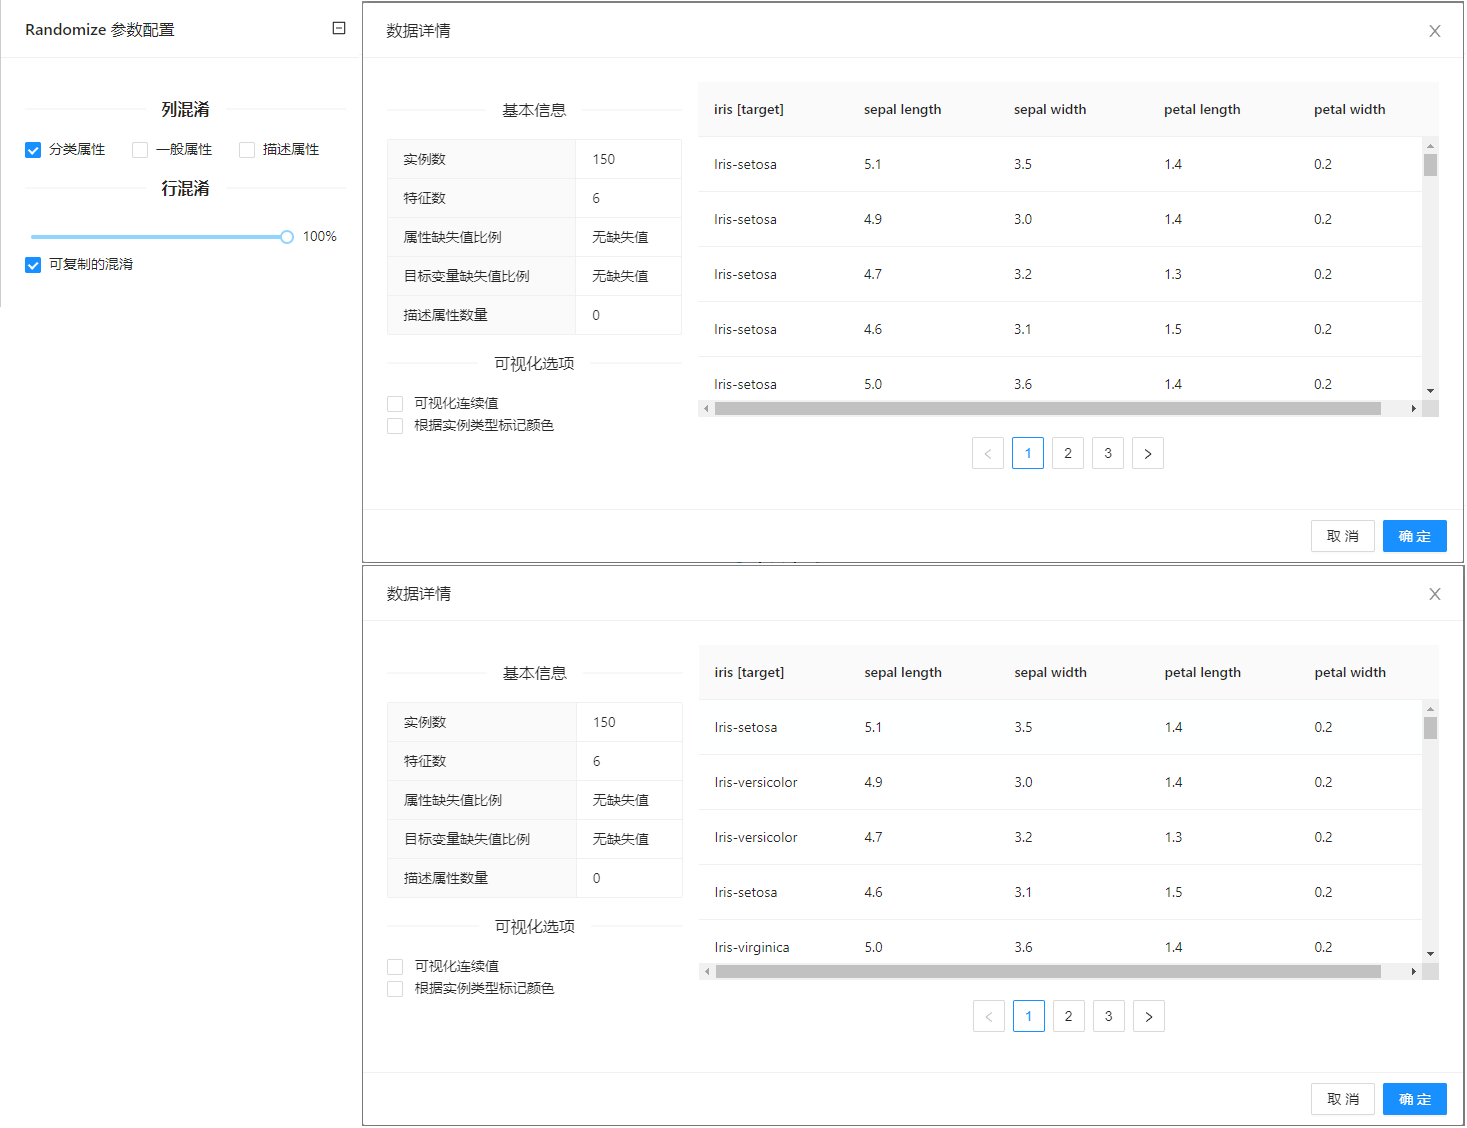 Randomize 参数配置
列混淆
分类属性 一般属性 描述属性
行混淆
100%
可复制的混淆
数据详情
基本信息
实例数 150
特征数 6
属性缺失值比例 无缺失值
目标变量缺失值比例 无缺失值
描述属性数量 0
可视化选项
可视化连续值
根据实例类型标记颜色
iris [target] sepal length sepal width petal length petal width
Iris-setosa 5.1 3.5 1.4 0.2
Iris-setosa 4.9 3.0 1.4 0.2
Iris-setosa 4.7 3.2 1.3 0.2
Iris-setosa 4.6 3.1 1.5 0.2
Iris-setosa 5.0 3.6 1.4 0.2
< 1 2 3 >
取 消 确 定
数据详情
基本信息
实例数 150
特征数 6
属性缺失值比例 无缺失值
目标变量缺失值比例 无缺失值
描述属性数量 0
可视化选项
可视化连续值
根据实例类型标记颜色
iris [target] sepal length sepal width petal length petal width
Iris-setosa 5.1 3.5 1.4 0.2
Iris-versicolor 4.9 3.0 1.4 0.2
Iris-versicolor 4.7 3.2 1.3 0.2
Iris-setosa 4.6 3.1 1.5 0.2
Iris-virginica 5.0 3.6 1.4 0.2
< 1 2 3 >
取 消 确 定